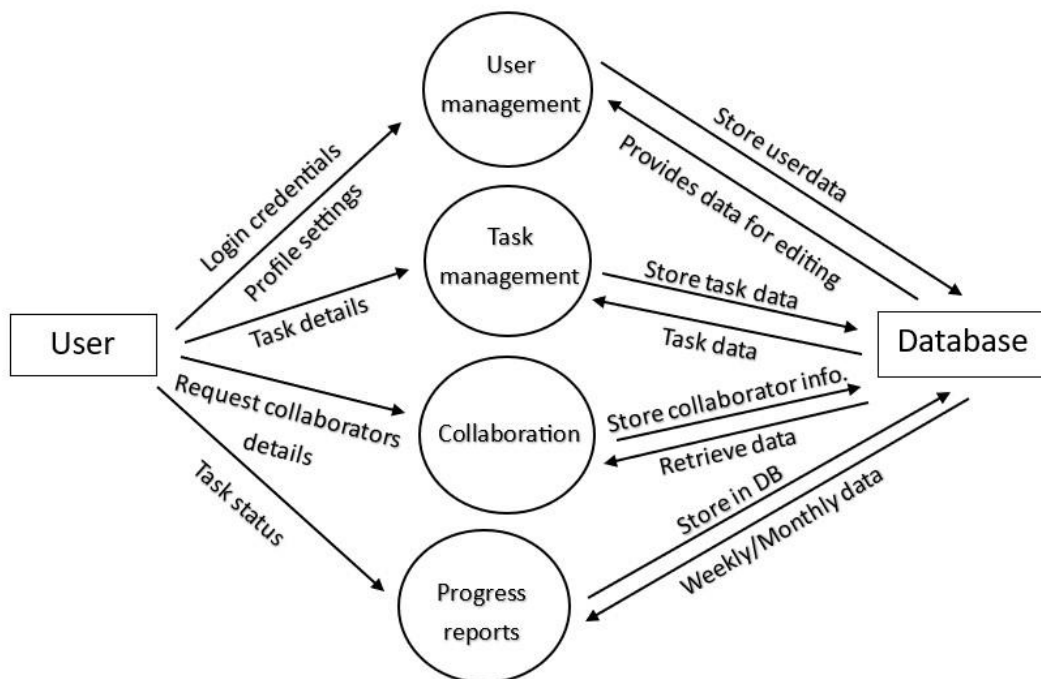 User
management
Login credentials
Profile settings
Store userdata
Provides data for editing
Task
management
Task details
Store task data
Task data
User
Database
Request collaborators
details
Collaboration
Store collaborator info.
Retrieve data
Task status
Store in DB
Weekly/Monthly data
Progress
reports